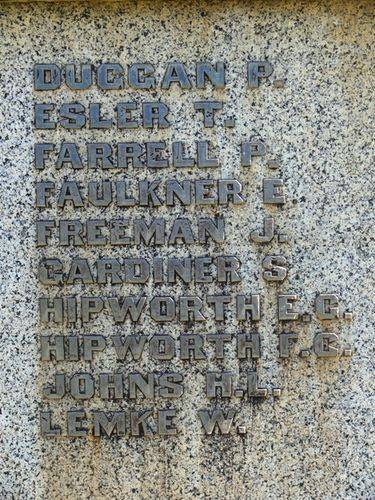 DUGGAN P.
ESLER T.
FARRELL P.
FAULKNER E
FREEMAN J.
GARDINER S.
HIPWORTH E.G.
HIPWORTH F.G.
JOHNS H.L.
LEMKE W.